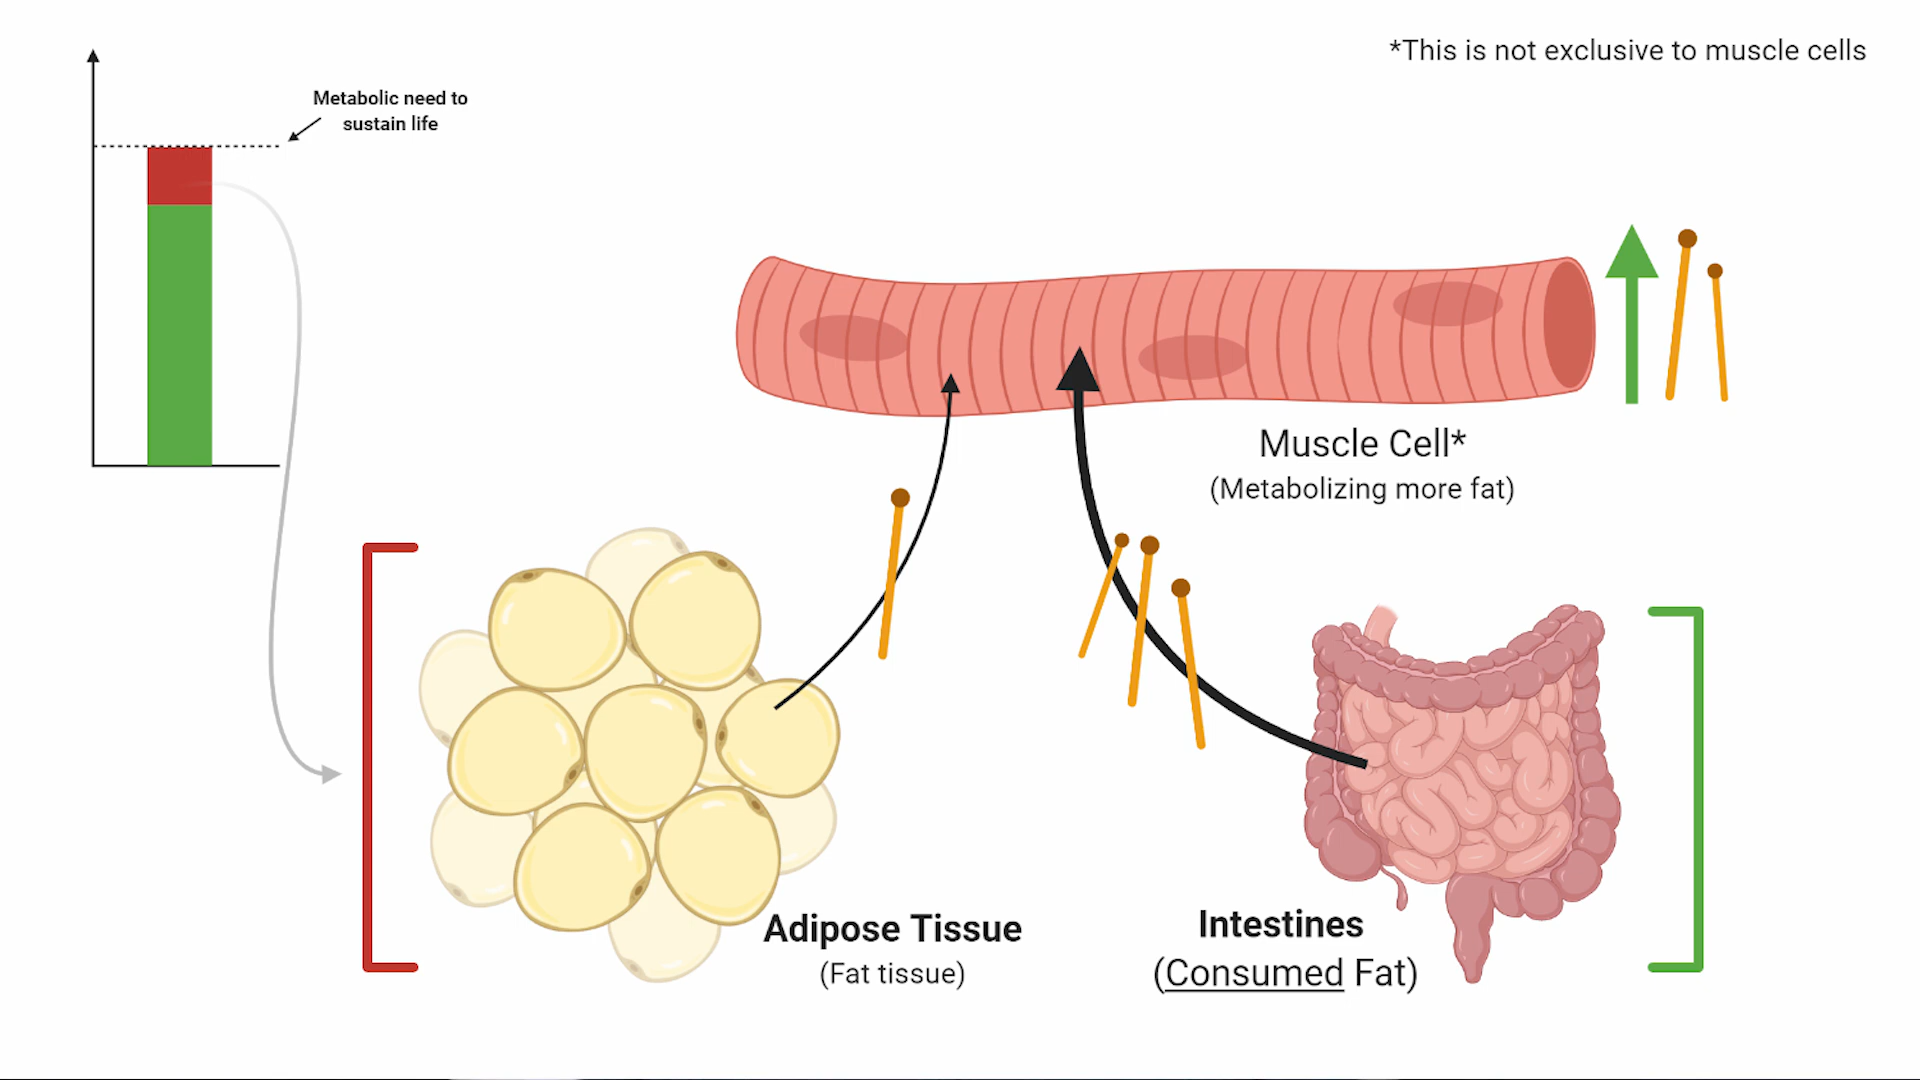 *This is not exclusive to muscle cells
Metabolic need to
sustain life
Muscle Cell*
(Metabolizing more fat)
Adipose Tissue
(Fat tissue)
Intestines
(Consumed Fat)